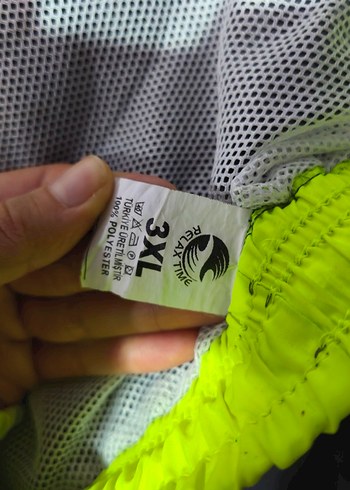 RELAX TIME
3XL
TÜRKİYE ÜRETİLMİŞTİR
100% POLYESTER